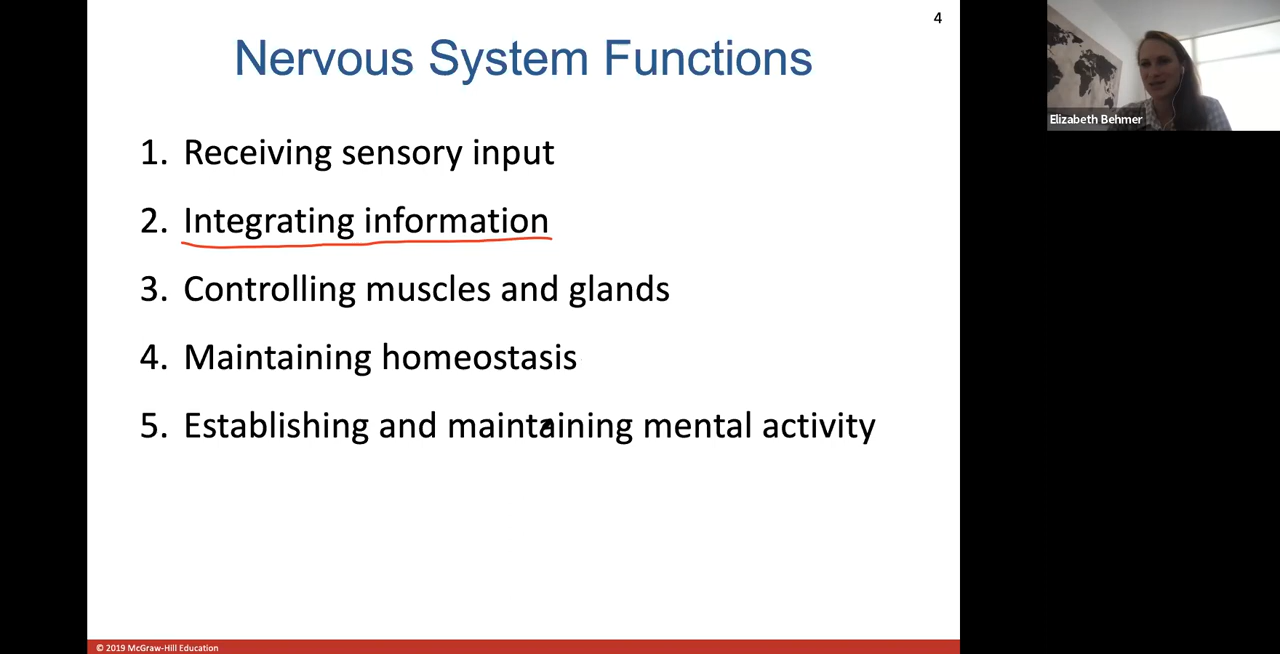 4
Nervous System Functions
Elizabeth Behmer
1. Receiving sensory input
2. Integrating information
3. Controlling muscles and glands
4. Maintaining homeostasis
5. Establishing and maintaining mental activity
© 2019 McGraw-Hill Education